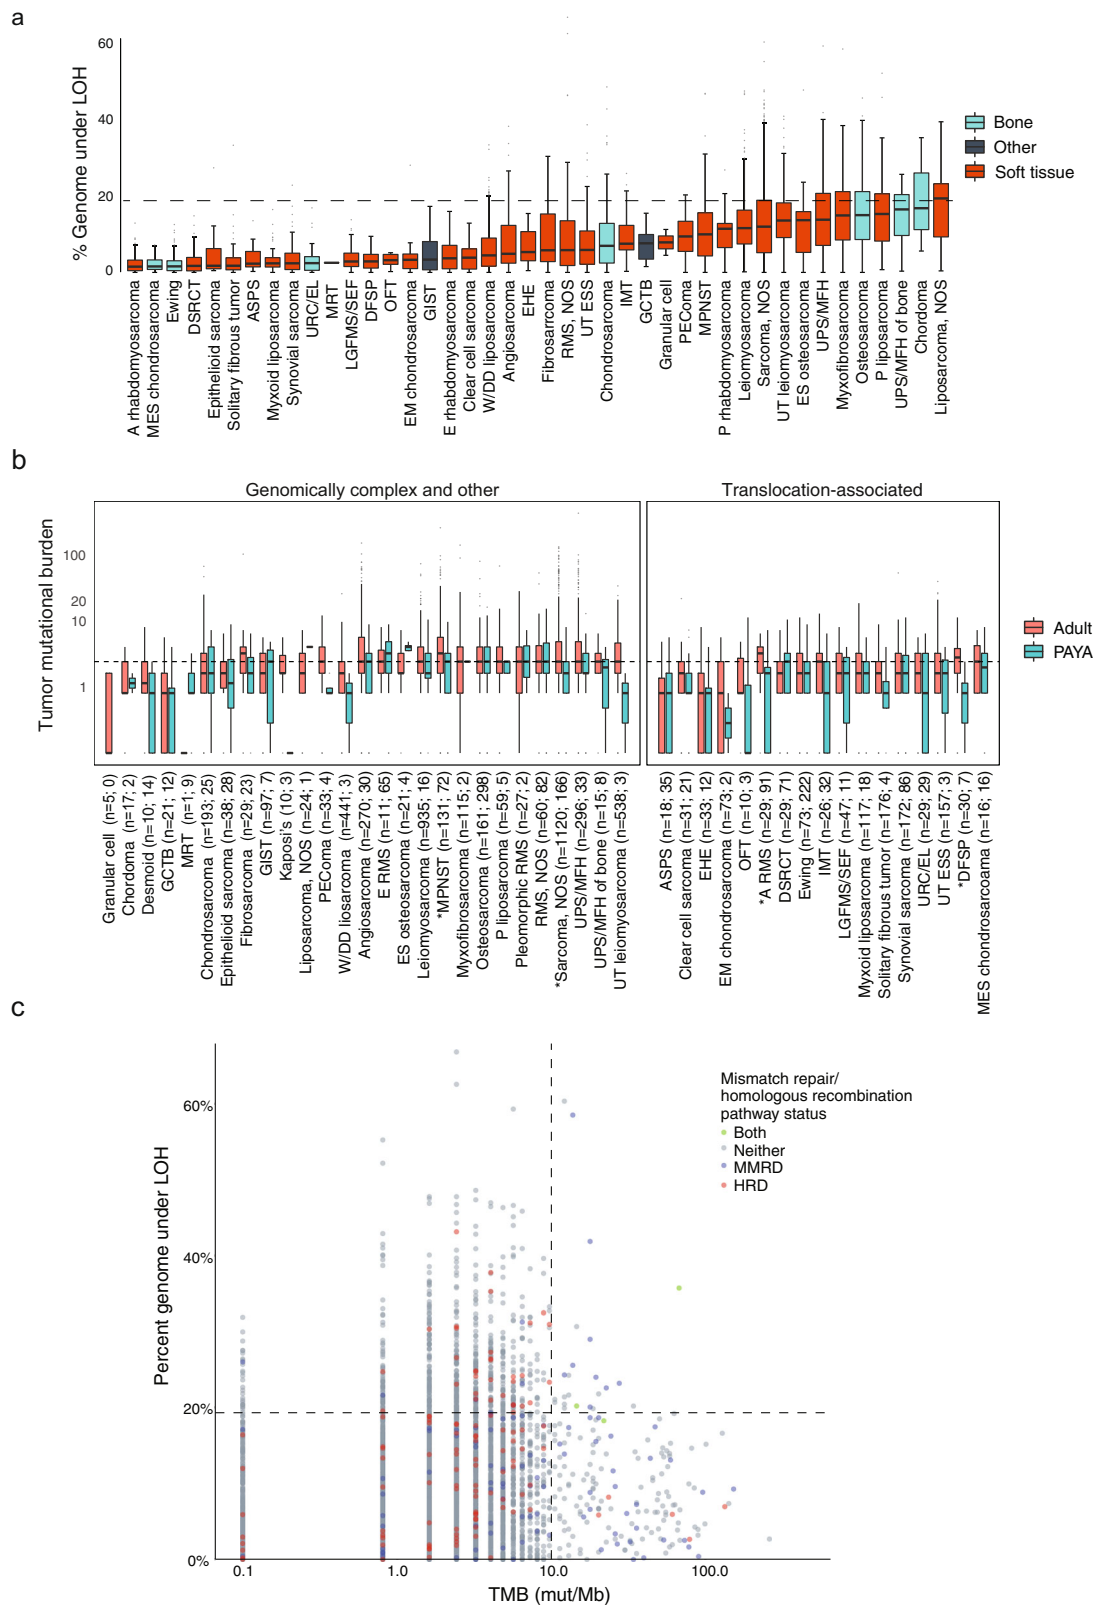 a
% Genome under LOH
60
40
20
0
Bone
Other
Soft tissue
A rhabdomyosarcoma
MES chondrosarcoma
Ewing
DSRCT
Epithelioid sarcoma
Solitary fibrous tumor
ASPS
Myxoid liposarcoma
Synovial sarcoma
URC/EL
MRT
LGFMS/SEF
DFSP
OFT
EM chondrosarcoma
GIST
E rhabdomyosarcoma
Clear cell sarcoma
W/DD liposarcoma
Angiosarcoma
EHE
Fibrosarrcoma
RMS, NOS
UT ESS
Chondrosarcoma
IMT
GCTB
Granular cell
PEComa
MPNST
P rhabdomyosarcoma
Leiomyosarcoma
Sarcoma, NOS
UT leiomyosarcoma
ES osteosarcoma
UPS/MFH
Myxofibrosarcoma
Osteosarcoma
P liposarcoma
UPS/MFH of bone
Chordoma
Liposarcoma, NOS
b
Genomically complex and other
Translocation-associated
Tumor mutational burden
100
20
10
1
Adult
PAYA
Granular cell (n=5; 0)
Chordoma (n=17; 2)
Desmoid (n=10; 14)
GCTB (n=21; 12)
MRT (n=1; 9)
Chondrosarcoma (n=193; 25)
Epithelioid sarcoma (n=38; 28)
Fibrosarcoma (n=29; 23)
GIST (n=97; 7)
Kaposi's (10; 3)
Liposarcoma, NOS (n=24; 1)
PEComa (n=33; 4)
W/DD liosarcoma (n=441; 3)
Angiosarcoma (n=270; 30)
E RMS (n=11; 65)
ES ostesarcoma (n=21; 4)
Leiomyosarcoma (n=935; 16)
*MPNST (n=131; 72)
Myxofibrosarcoma (n=115; 2)
Osteosarcoma (n=161; 298)
P liposarcoma (n=59; 5)
Pleomorphic RMS (n=27; 2)
RMS, NOS (n=60; 82)
*Sarcoma, NOS (n=1120; 166)
UPS/MFH (n=296; 33)
UPS/MFH of bone (n=15; 8)
UT leiomyosarcoma (n=538; 3)
ASPS (n=18; 35)
Clear cell sarcoma (n=31; 21)
EHE (n=33; 12)
EM chondrosarcoma (n=73; 2)
OFT (n=10; 3)
*A RMS (n=29; 91)
DSRCT (n=29; 71)
Ewing (n=73; 222)
IMT (n=26; 32)
LGFMS/SEF (n=47; 11)
Myxoid liposarcoma (n=117; 18)
Solitary fibrous tumor (n=176; 4)
Synovial sarcoma (n=172; 86)
URC/EL (n=29; 29)
UT ESS (n=157; 3)
*DFSP (n=30; 7)
MES chondrosarcoama (n=16; 16)
c
Percent genome under LOH
60%
40%
20%
0%
0.1
1.0
10.0
100.0
TMB (mut/Mb)
Mismatch repair/
homologous recombination
pathway status
Both
Neither
MMRD
HRD